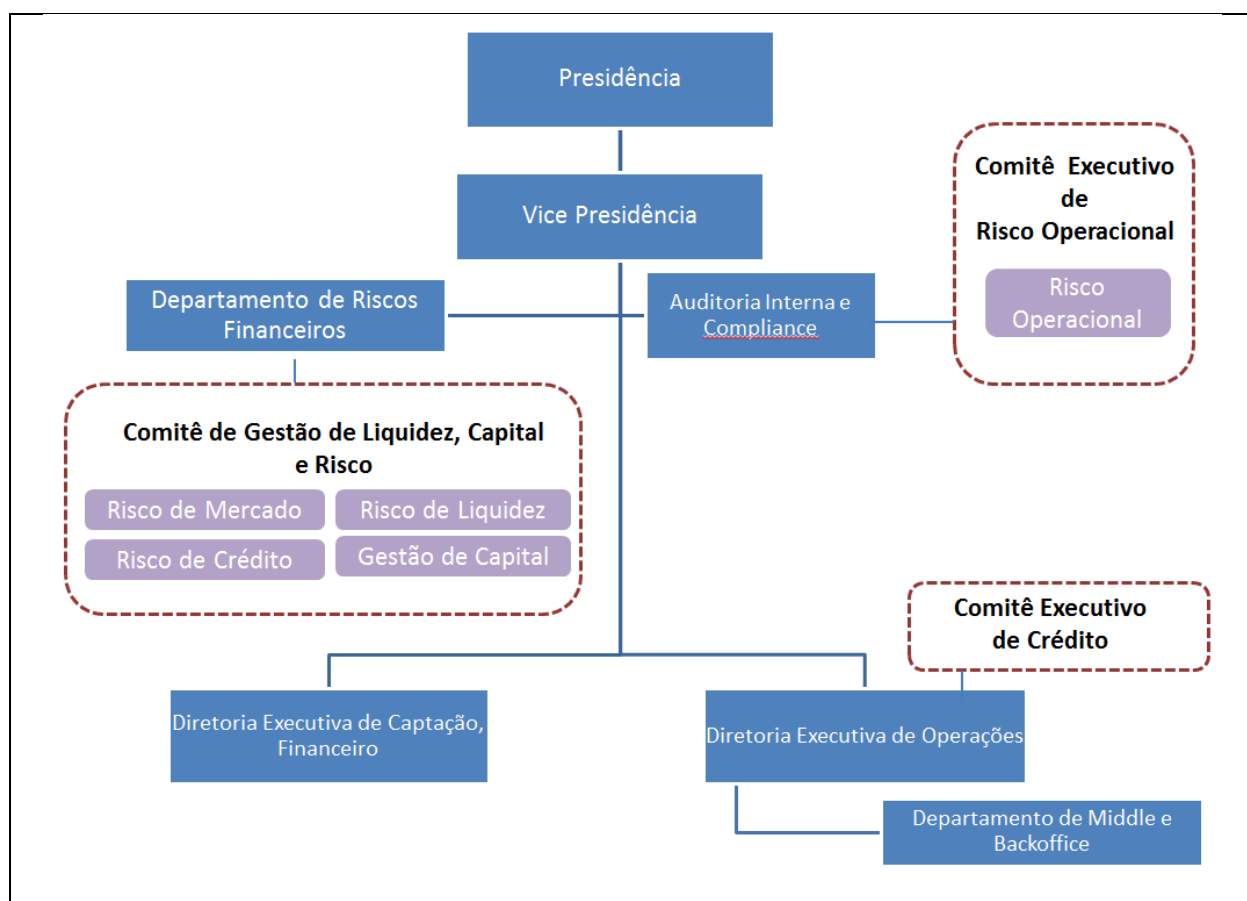 Presidência
Comitê Executivo
de
Risco Operacional
Vice Presidência
Risco
Operacional
Departamento de Riscos
Financeiros
Auditoria Interna e
Compliance
Comitê de Gestão de Liquidez, Capital
e Risco
Risco de Mercado
Risco de Liquidez
Risco de Crédito
Gestão de Capital
Comitê Executivo
de Crédito
Diretoria Executiva de Captação,
Financeiro
Diretoria Executiva de Operações
Departamento de Middle e
Backoffice